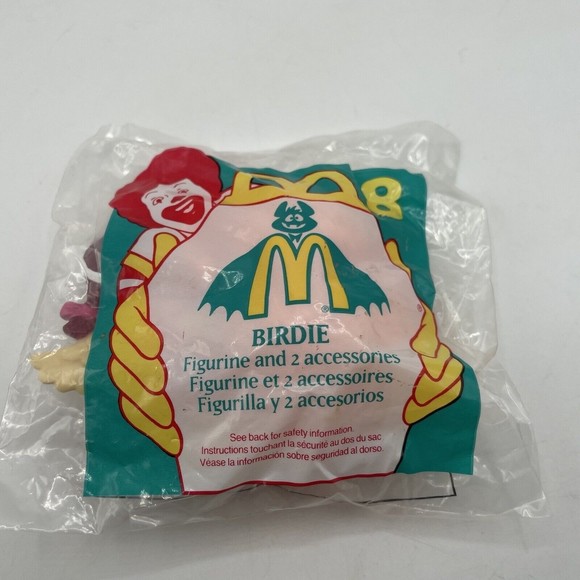 8
M
BIRDIE
Figurine and 2 accessories
Figurine et 2 accessoires
Figurilla y 2 accesorios
See back for safety information.
Instructions touchant la sécurité au dos du sac
Véase la información sobre seguridad al dorso.